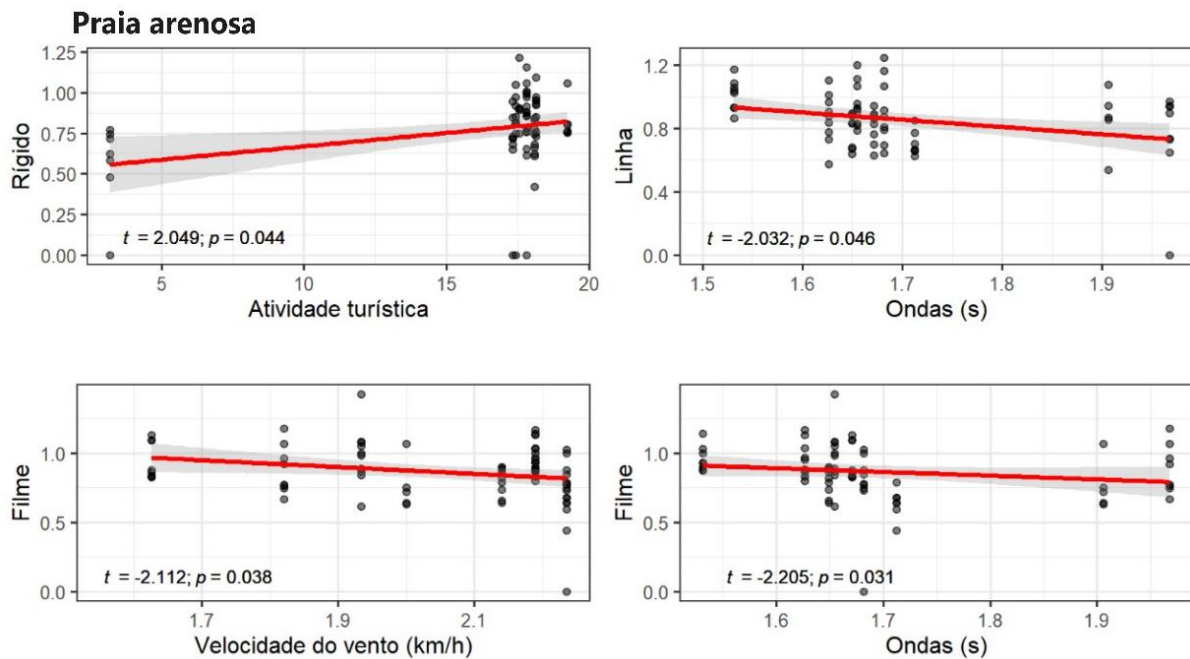 Praia arenosa
Rígido
1.25
1.00
0.75
0.50
0.25
0.00
t = 2.049; p = 0.044
5
10
15
20
Atividade turística
Linha
1.2
0.8
0.4
0.0
t = -2.032; p = 0.046
1.5
1.6
1.7
1.8
1.9
Ondas (s)
Filme
1.0
0.5
0.0
t = -2.112; p = 0.038
1.7
1.9
2.1
Velocidade do vento (km/h)
Filme
1.0
0.5
0.0
t = -2.205; p = 0.031
1.6
1.7
1.8
1.9
Ondas (s)